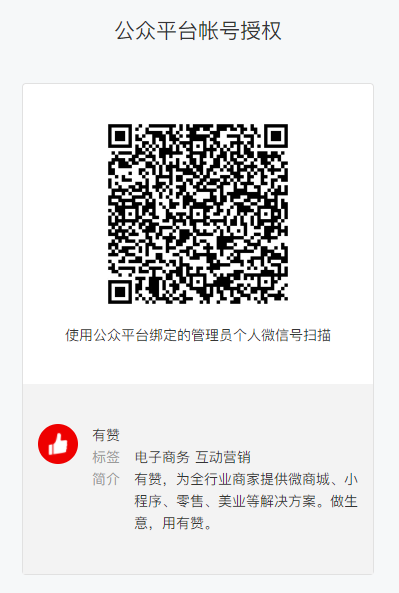 公众平台帐号授权
使用公众平台绑定的管理员个人微信号扫描
有赞
标签 电子商务 互动营销
简介 有赞，为全行业商家提供微商城、小
程序、零售、美业等解决方案。做生
意，用有赞。